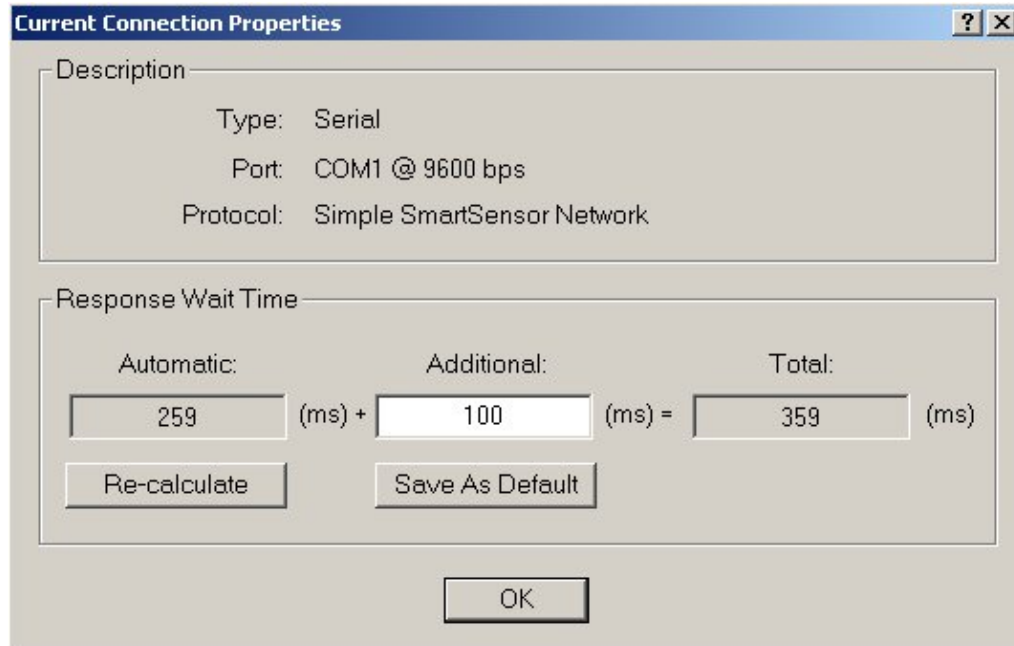 Current Connection Properties
Description
Type: Serial
Port: COM1 @ 9600 bps
Protocol: Simple SmartSensor Network
Response Wait Time
Automatic: Additional: Total:
259 (ms) + 100 (ms) = 359 (ms)
Re-calculate Save As Default
OK